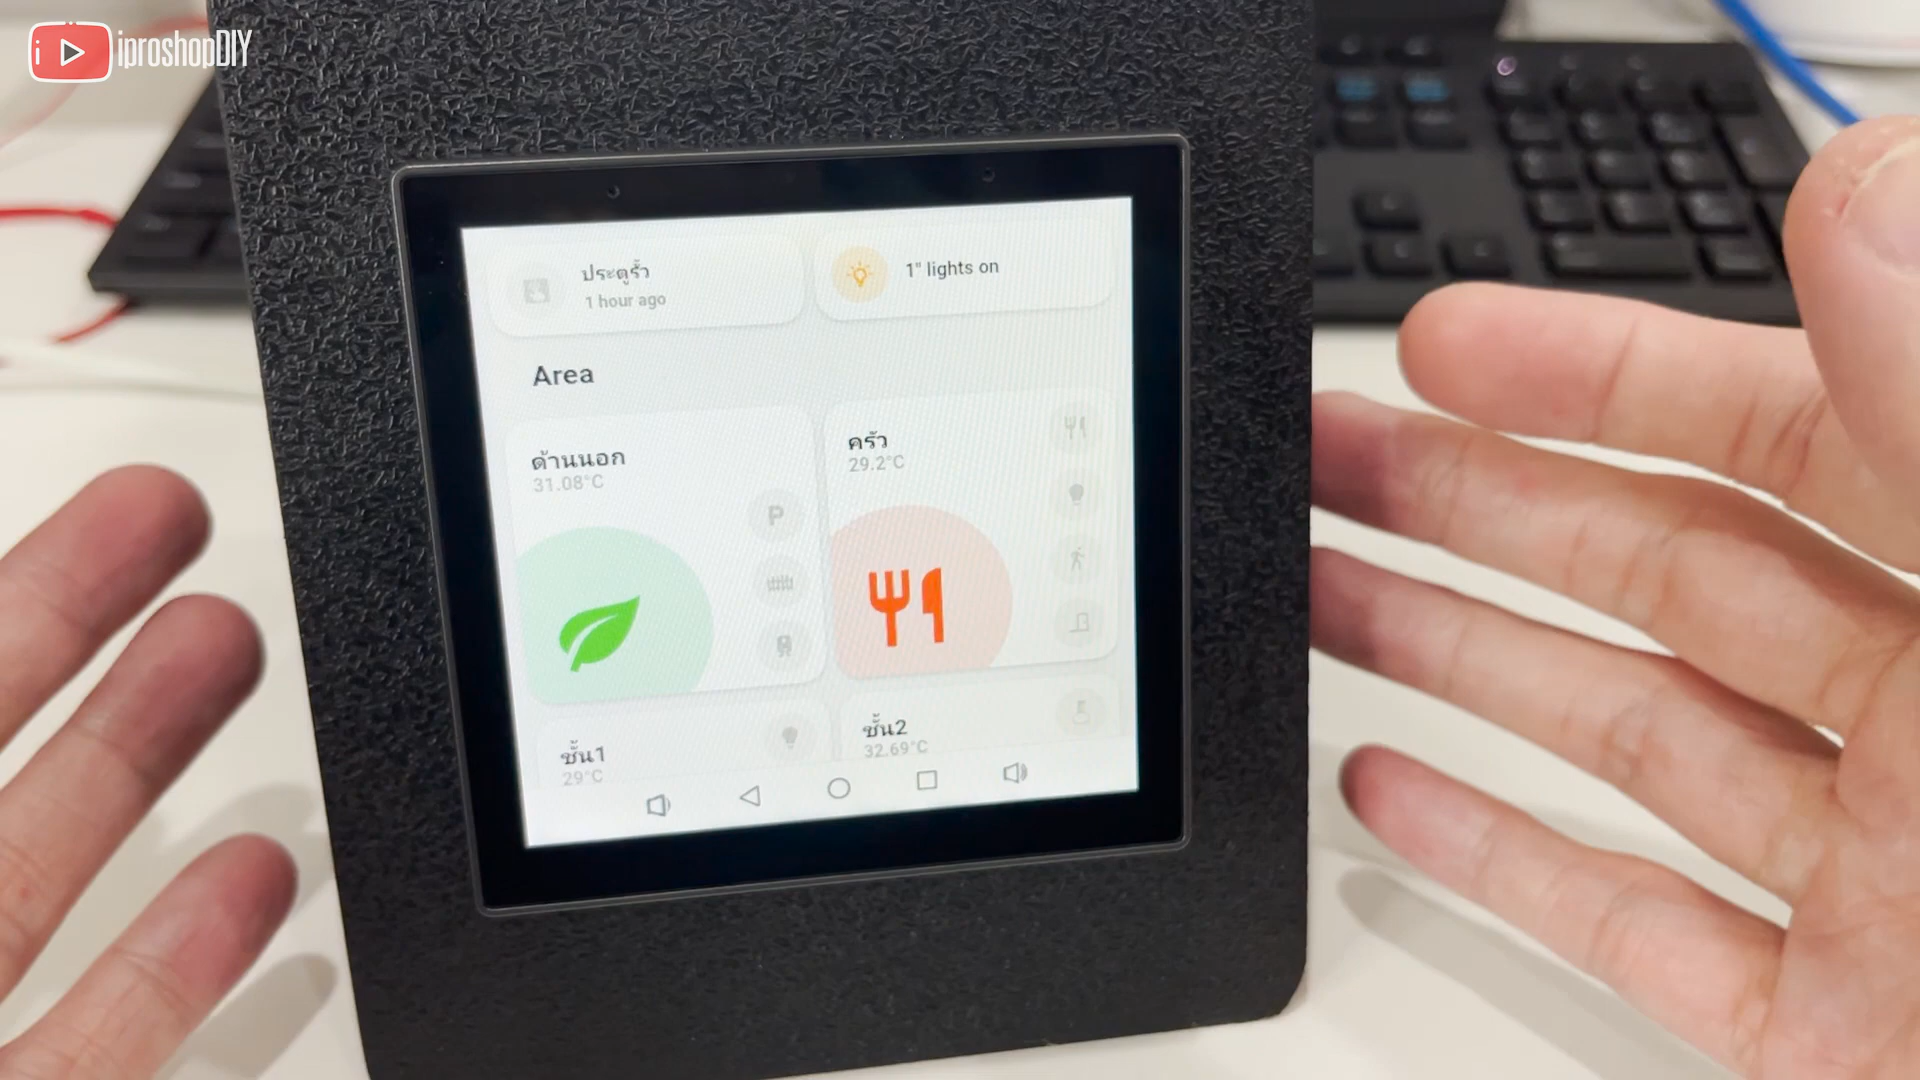 iproshopDIY
ประตูรั้ว
1 hour ago
1" lights on
Area
ด้านนอก
31.08°C
P
ครัว
29.2°C
ชั้น1
29°C
ชั้น2
32.69°C